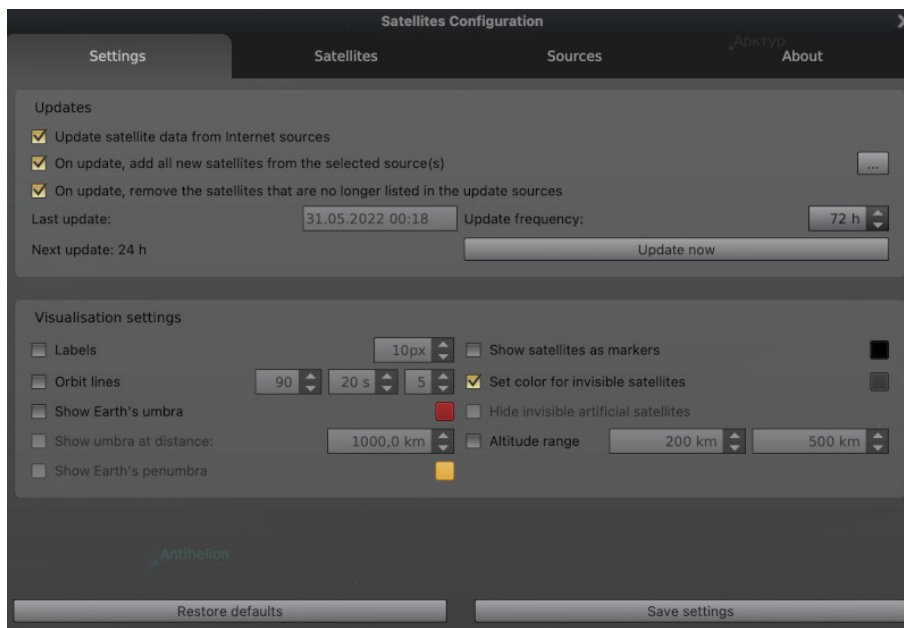 Satellites Configuration
Settings Satellites Sources About
Арктур
Updates
Update satellite data from Internet sources
On update, add all new satellites from the selected source(s) ...
On update, remove the satellites that are no longer listed in the update sources
Last update: 31.05.2022 00:18 Update frequency: 72 h
Next update: 24 h Update now
Visualisation settings
Labels 10px Show satellites as markers
Orbit lines 90 20 s 5 Set color for invisible satellites
Show Earth's umbra Hide invisible artificial satellites
Show umbra at distance: 1000,0 km Altitude range 200 km 500 km
Show Earth's penumbra
Antihelion
Restore defaults Save settings